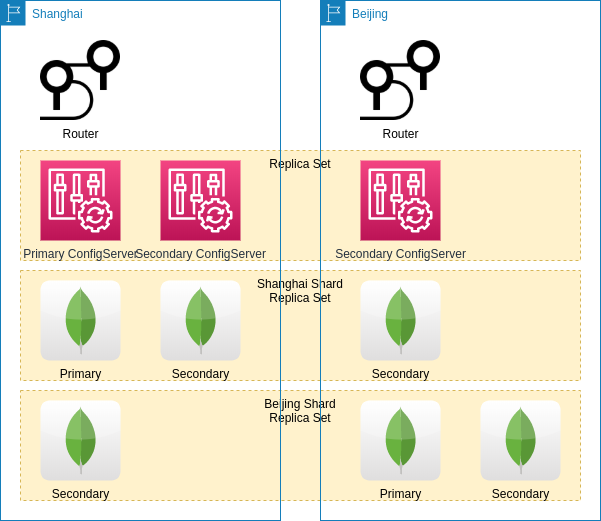 Shanghai
Beijing
Router
Router
Replica Set
Primary ConfigServer
Secondary ConfigServer
Secondary ConfigServer
Shanghai Shard
Replica Set
Primary
Secondary
Secondary
Beijing Shard
Replica Set
Secondary
Primary
Secondary